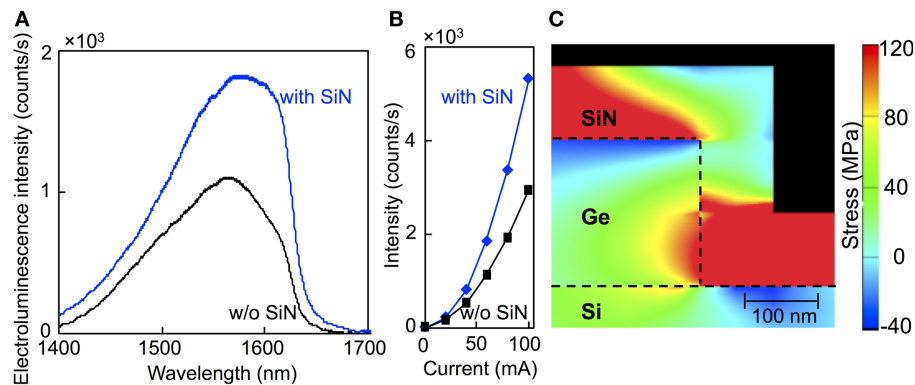 A
×10³
2
1
0
Electroluminescence intensity (counts/s)
with SiN
w/o SiN
1400
1500
1600
1700
Wavelength (nm)
B
×10³
6
4
2
0
Intensity (counts/s)
with SiN
w/o SiN
0
50
100
Current (mA)
C
SiN
Ge
Si
100 nm
120
80
40
0
-40
Stress (MPa)